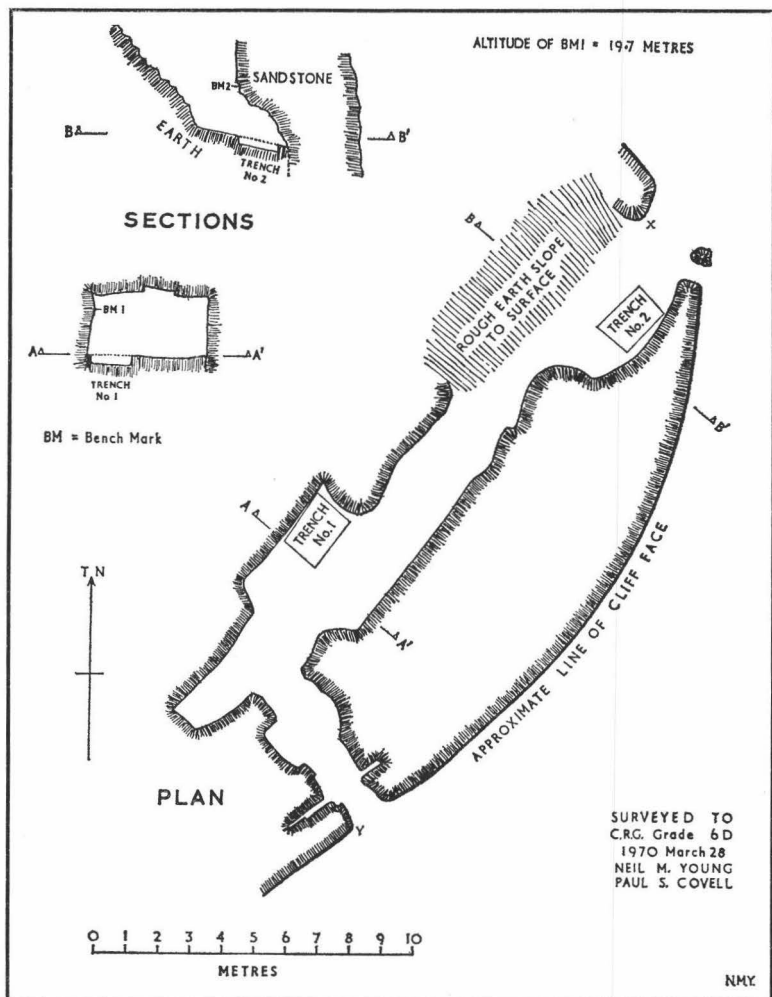 ALTITUDE OF BM1 = 19.7 METRES
SANDSTONE
BM2
B
B'
EARTH
TRENCH
No 2
SECTIONS
BM 1
A
A'
TRENCH
No 1
BM = Bench Mark
B
X
ROUGH EARTH SLOPE
TO SURFACE
TRENCH
No. 2
B'
A
TRENCH
No. 1
A'
APPROXIMATE LINE OF CLIFF FACE
T N
PLAN
Y
SURVEYED TO
C.R.G. Grade 6D
1970 March 28
NEIL M. YOUNG
PAUL S. COVELL
0 1 2 3 4 5 6 7 8 9 10
METRES
N.M.Y.